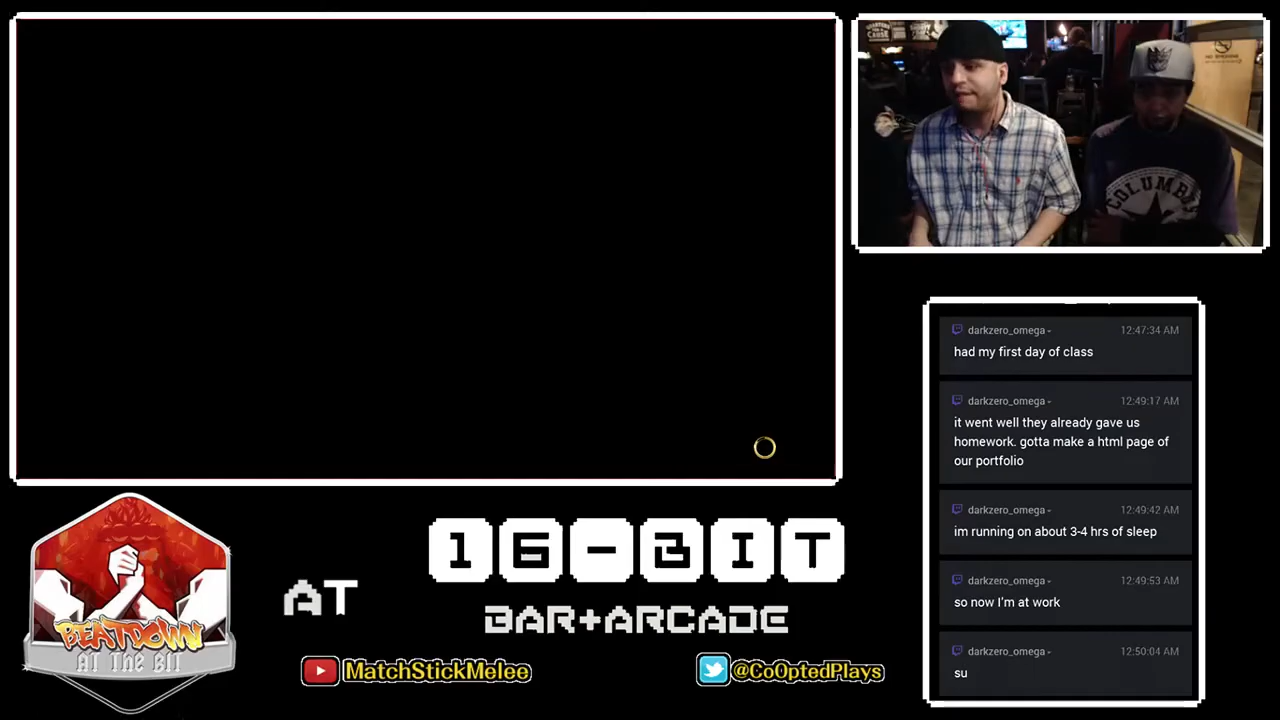 COLUMBIA
NO SMOKING
darkzero_omega
12:47:34 AM
had my first day of class
darkzero_omega
12:49:17 AM
it went well they already gave us
homework. gotta make a html page of
our portfolio
darkzero_omega
12:49:42 AM
im running on about 3-4 hrs of sleep
darkzero_omega
12:49:53 AM
so now I'm at work
darkzero_omega
12:50:04 AM
su
BEATDOWN
AT THE BIT
AT
16-BIT
BAR+ARCADE
MatchStickMelee
@CoOptedPlays